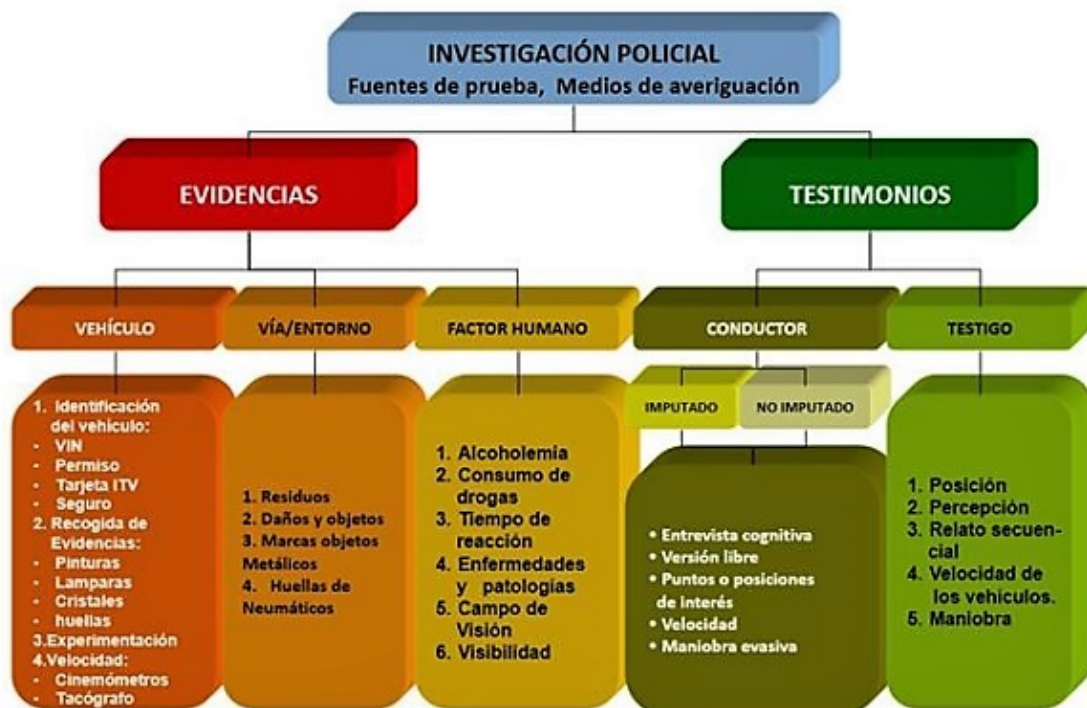 INVESTIGACIÓN POLICIAL
Fuentes de prueba, Medios de averiguación
EVIDENCIAS
TESTIMONIOS
VEHÍCULO
VÍA/ENTORNO
FACTOR HUMANO
CONDUCTOR
TESTIGO
IMPUTADO
NO IMPUTADO
1. Identificación
del vehículo:
- VIN
- Permiso
- Tarjeta ITV
- Seguro
2. Recogida de
Evidencias:
- Pinturas
- Lamparas
- Cristales
- huellas
3.Experimentación
4.Velocidad:
- Cinemómetros
- Tacógrafo
1. Residuos
2. Daños y objetos
3. Marcas objetos
Metálicos
4. Huellas de
Neumáticos
1. Alcoholemia
2. Consumo de
drogas
3. Tiempo de
reacción
4. Enfermedades
y patologías
5. Campo de
Visión
6. Visibilidad
• Entrevista cognitiva
• Versión libre
• Puntos o posiciones
de interés
• Velocidad
• Maniobra evasiva
1. Posición
2. Percepción
3. Relato secuen-
cial
4. Velocidad de
los vehículos.
5. Maniobra